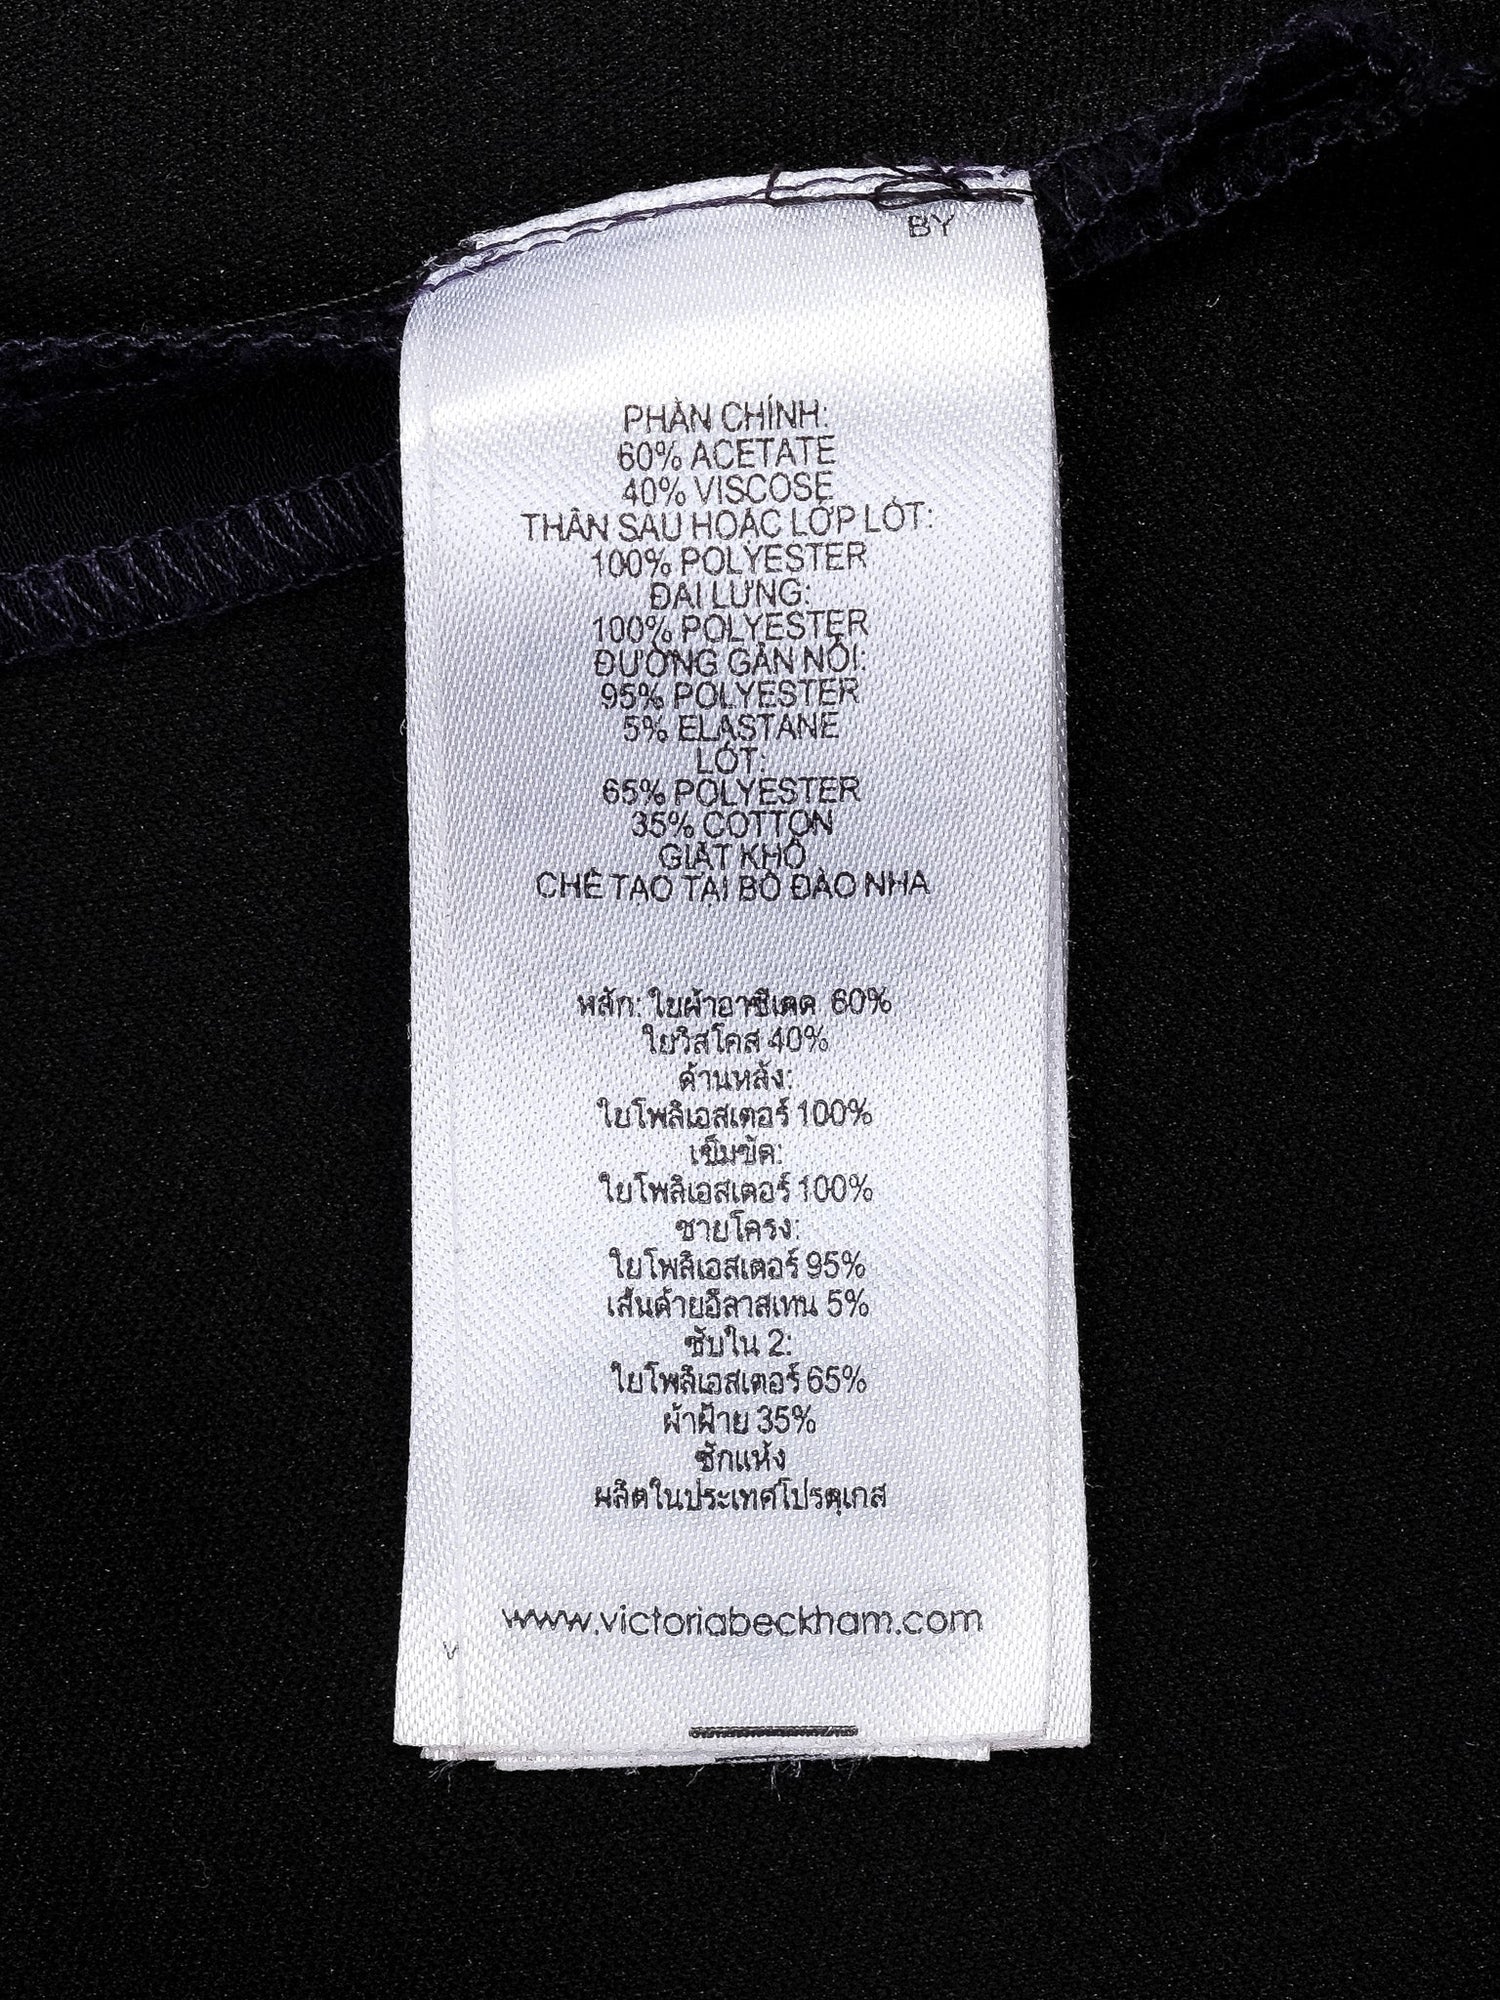 BY
PHẦN CHÍNH:
60% ACETATE
40% VISCOSE
THÂN SAU HOẶC LỚP LÓT:
100% POLYESTER
ĐAI LƯNG:
100% POLYESTER
ĐƯỜNG GÂN NỔI:
95% POLYESTER
5% ELASTANE
LÓT:
65% POLYESTER
35% COTTON
GIẶT KHÔ
CHẾ TẠO TẠI BỒ ĐÀO NHA
หลัก: ใยผ้าอาซีเตด 60%
ใยวิสโคส 40%
ด้านหลัง:
ใยโพลิเอสเตอร์ 100%
เข็มขัด:
ใยโพลิเอสเตอร์ 100%
ชายโครง:
ใยโพลิเอสเตอร์ 95%
เส้นด้ายอีลาสเทน 5%
ซับใน 2:
ใยโพลิเอสเตอร์ 65%
ผ้าฝ้าย 35%
ซักแห้ง
ผลิตในประเทศโปรตุเกส
www.victoriabeckham.com